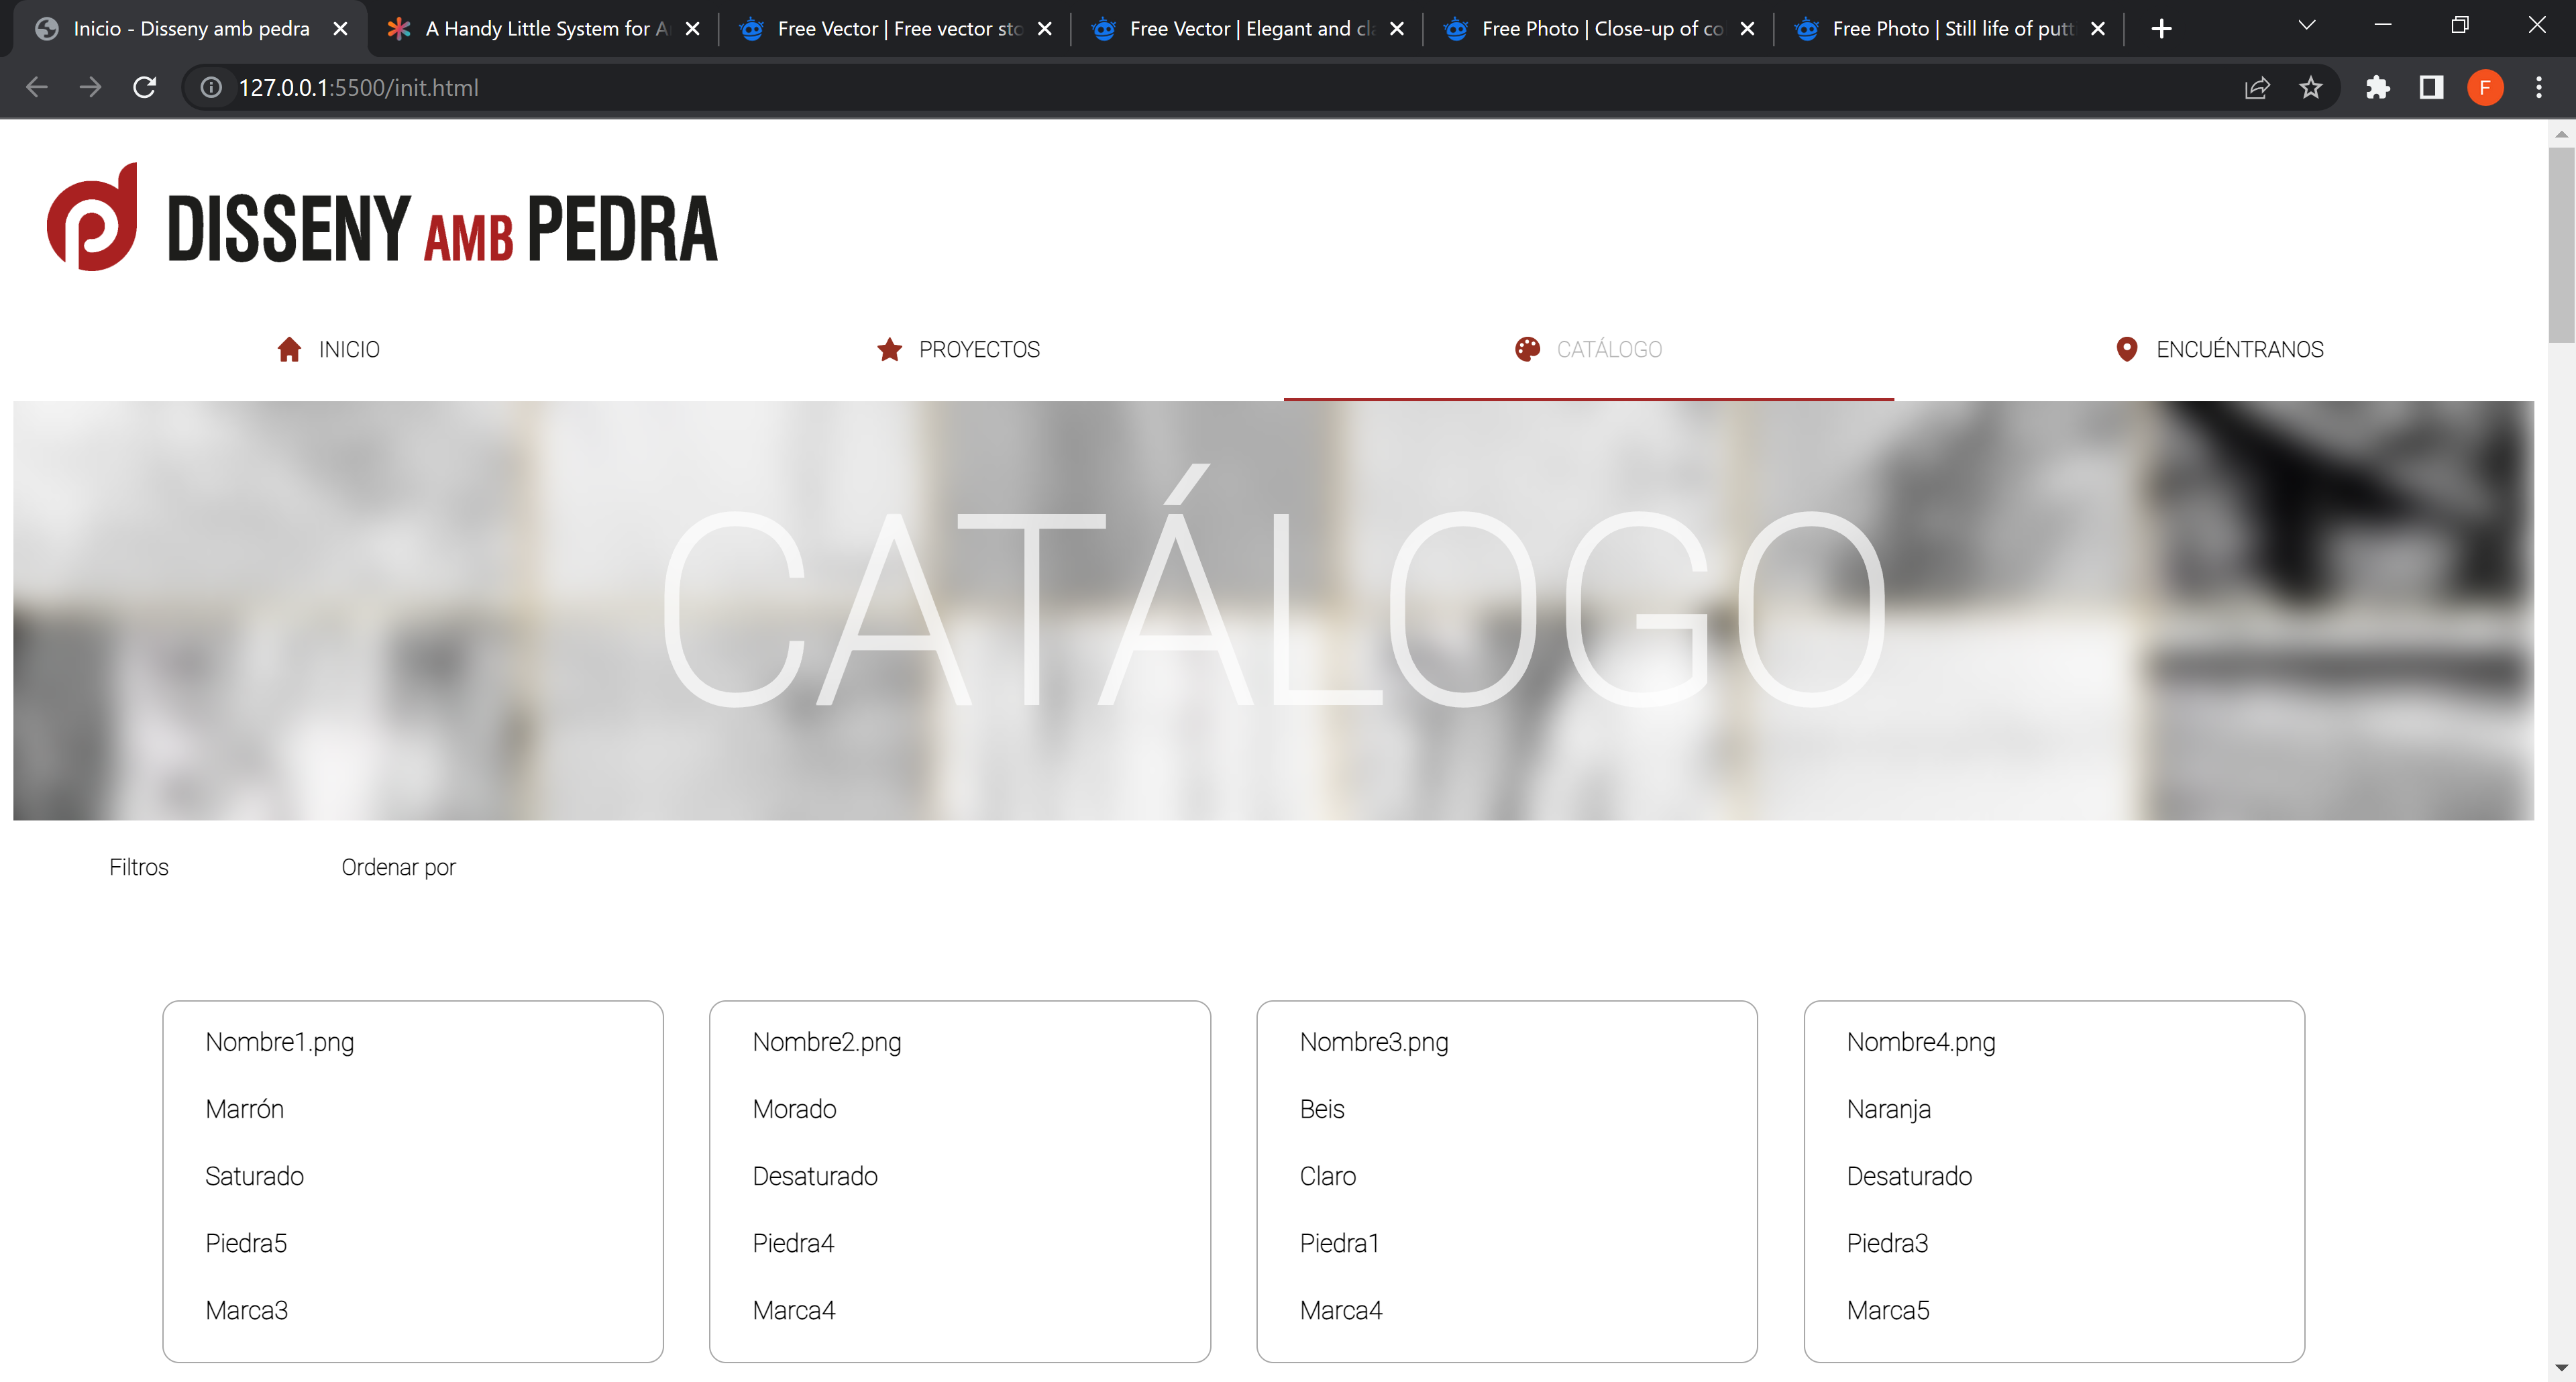 Inicio - Disseny amb pedra
A Handy Little System for A
Free Vector | Free vector sto
Free Vector | Elegant and cla
Free Photo | Close-up of co
Free Photo | Still life of putt
127.0.0.1:5500/init.html
F
DISSENY AMB PEDRA
INICIO
PROYECTOS
CATÁLOGO
ENCUÉNTRANOS
CATÁLOGO
Filtros
Ordenar por
Nombre1.png
Marrón
Saturado
Piedra5
Marca3
Nombre2.png
Morado
Desaturado
Piedra4
Marca4
Nombre3.png
Beis
Claro
Piedra1
Marca4
Nombre4.png
Naranja
Desaturado
Piedra3
Marca5